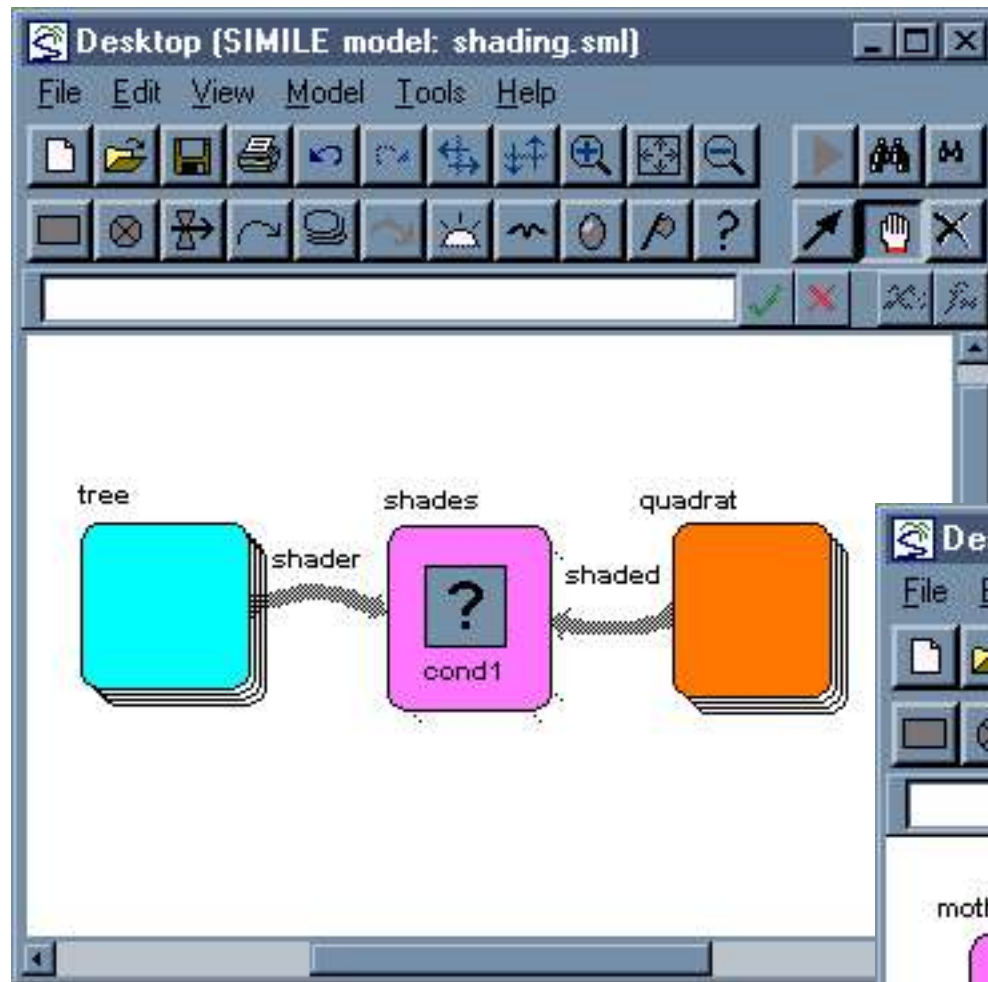 Desktop (SIMILE model: shading.sml)
File Edit View Model Tools Help
?
tree
shades
quadrat
shader
shaded
?
cond1
De
File E
moth